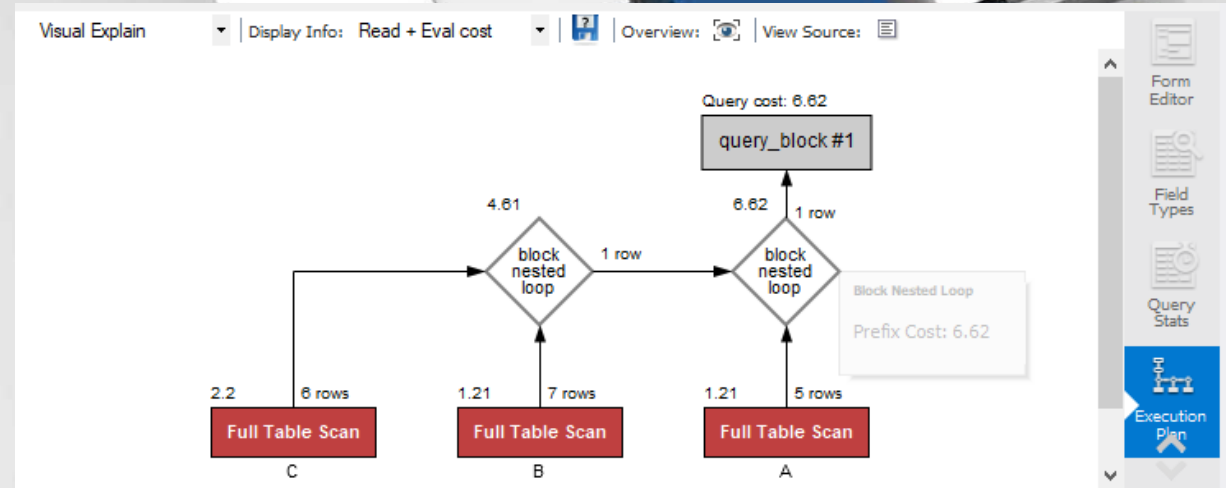 Visual Explain Display Info: Read + Eval cost Overview: View Source:
Query cost: 6.62
query_block #1
4.61
6.62
1 row
block
nested
loop
1 row
block
nested
loop
Block Nested Loop
Prefix Cost: 6.62
2.2 6 rows
1.21 7 rows
1.21 5 rows
Full Table Scan
Full Table Scan
Full Table Scan
C
B
A
Form
Editor
Field
Types
Query
Stats
Execution
Plan